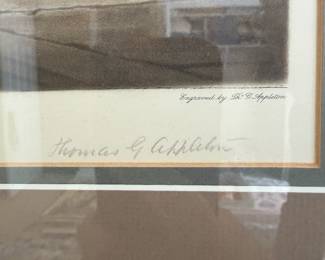 Engraved by Th. G. Appleton
Thomas G Appleton